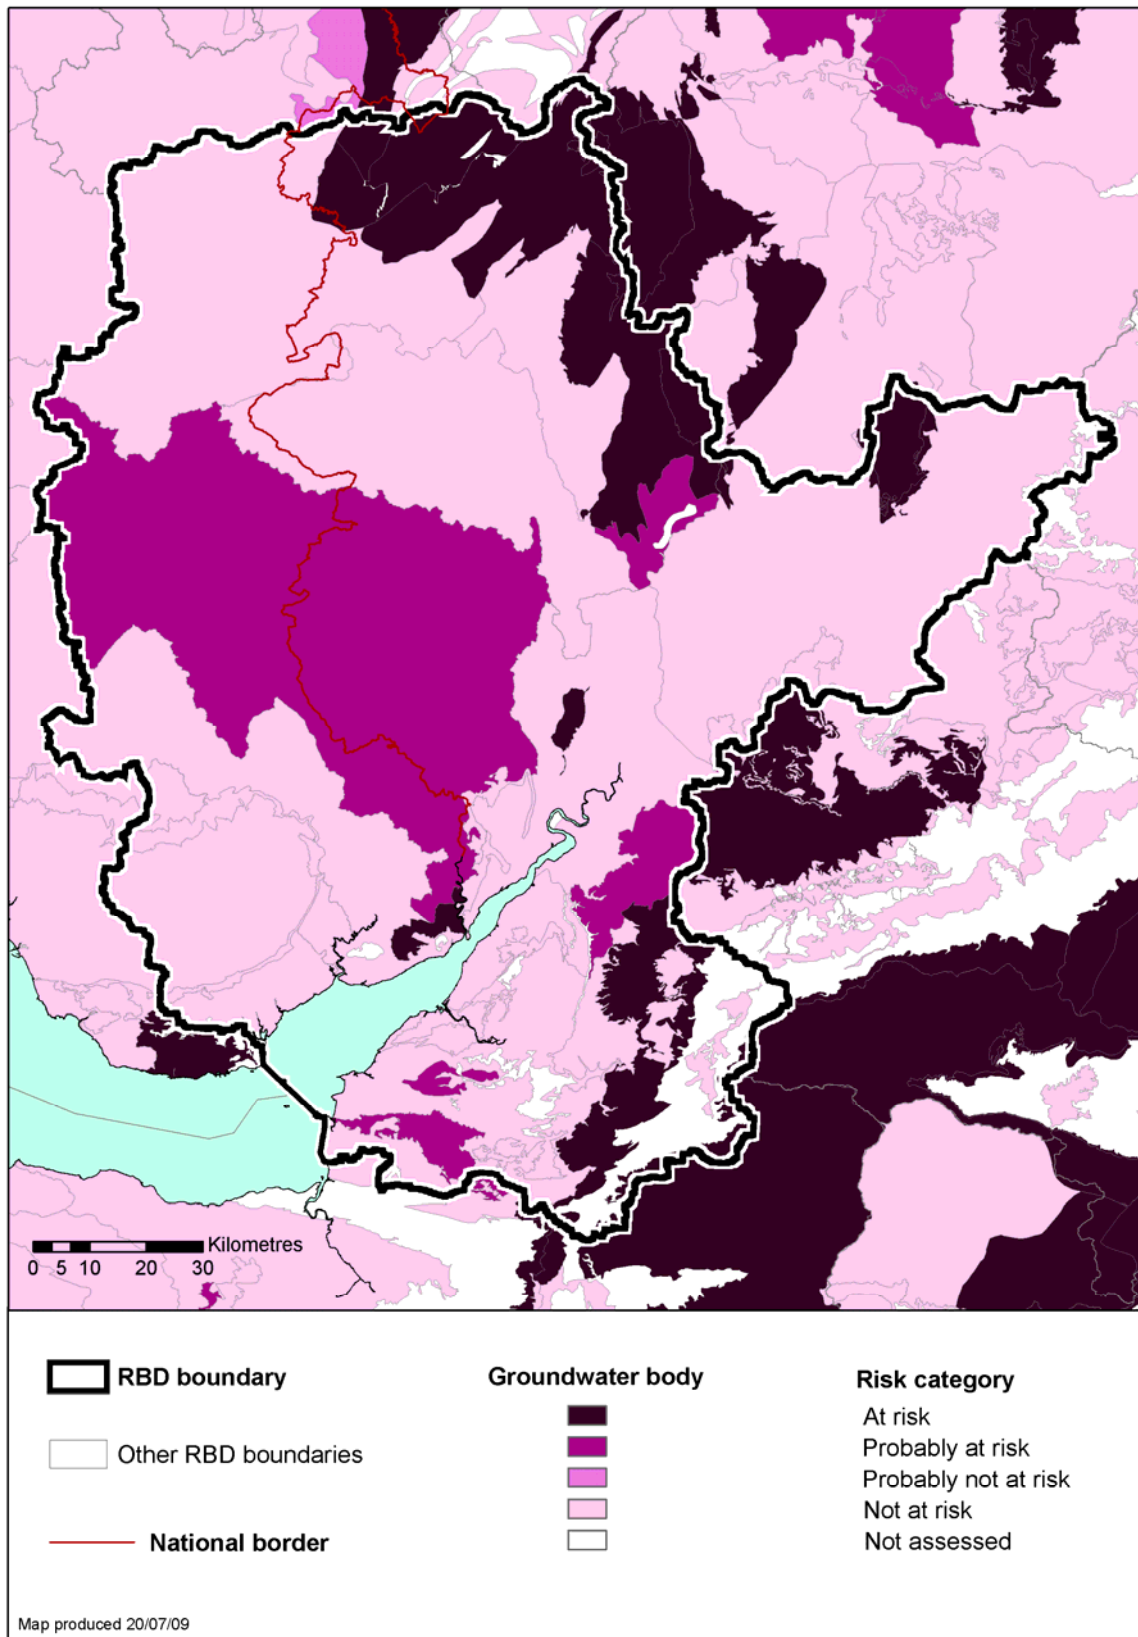 Kilometres
0 5 10 20 30
RBD boundary
Other RBD boundaries
National border
Groundwater body
Risk category
At risk
Probably at risk
Probably not at risk
Not at risk
Not assessed
Map produced 20/07/09